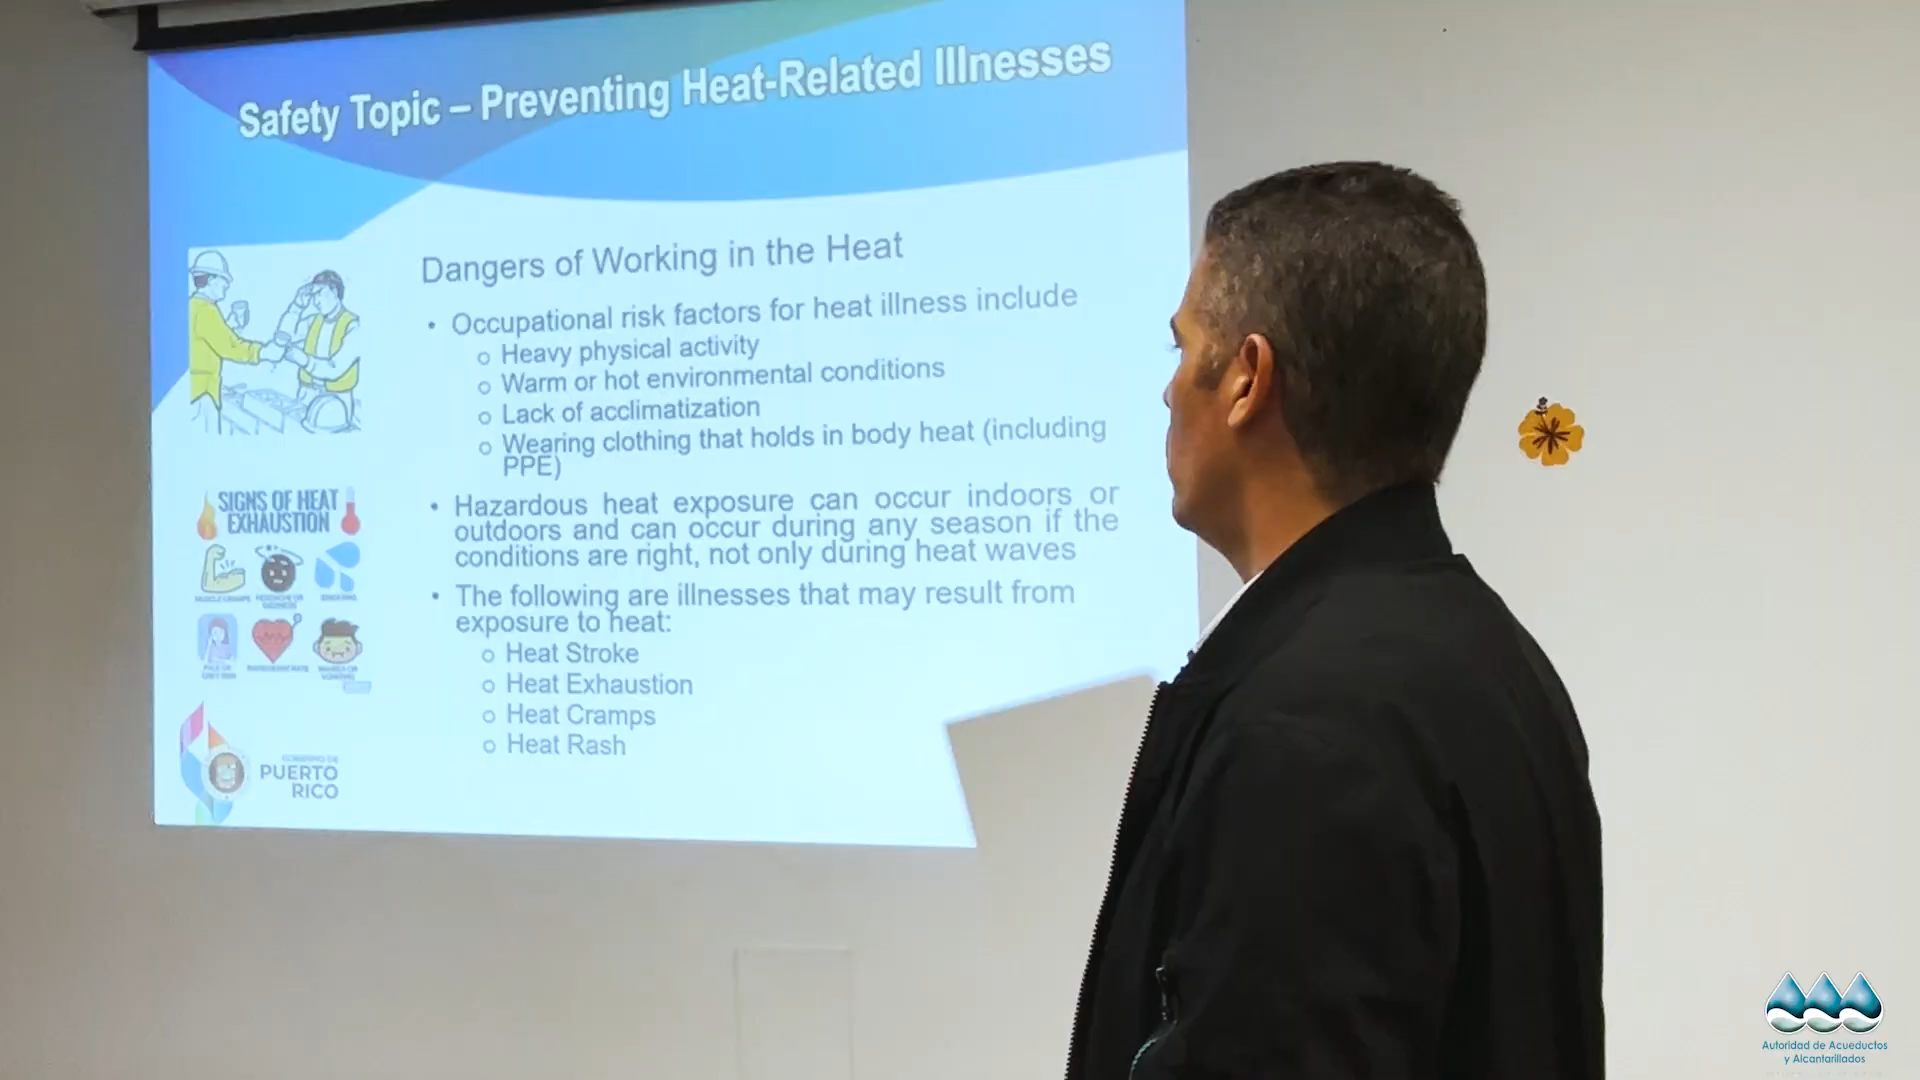 Safety Topic – Preventing Heat-Related Illnesses
Dangers of Working in the Heat
• Occupational risk factors for heat illness include
o Heavy physical activity
o Warm or hot environmental conditions
o Lack of acclimatization
o Wearing clothing that holds in body heat (including
PPE)
• Hazardous heat exposure can occur indoors or
outdoors and can occur during any season if the
conditions are right, not only during heat waves
• The following are illnesses that may result from
exposure to heat:
o Heat Stroke
o Heat Exhaustion
o Heat Cramps
o Heat Rash
SIGNS OF HEAT
EXHAUSTION
MUSCLE CRAMPS
GOBIERNO DE
PUERTO
RICO
Autoridad de Acueductos
y Alcantarillados